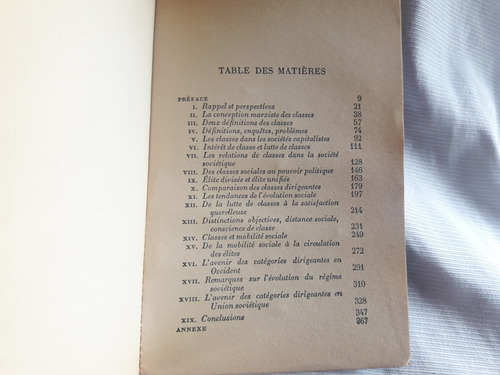 TABLE DES MATIÈRES
PRÉFACE 9
I. Rappel et perspectives 21
II. La conception marxiste des classes 38
III. Deux définitions des classes 57
IV. Définitions, enquêtes, problèmes 74
V. Les classes dans les sociétés capitalistes 92
VI. Intérêt de classe et lutte de classes 111
VII. Les relations de classes dans la société
soviétique 128
VIII. Des classes sociales au pouvoir politique 146
IX. Élite divisée et élite unifiée 163
X. Comparaison des classes dirigeantes 179
XI. Les tendances de l'évolution sociale 197
XII. De la lutte de classes à la satisfaction
querelleuse 214
XIII. Distinctions objectives, distance sociale,
conscience de classe 231
XIV. Classes et mobilité sociale 249
XV. De la mobilité sociale à la circulation
des élites 272
XVI. L'avenir des catégories dirigeantes en
Occident 291
XVII. Remarques sur l'évolution du régime
soviétique 310
XVIII. L'avenir des catégories dirigeantes en
Union soviétique 328
XIX. Conclusions 347
ANNEXE 367